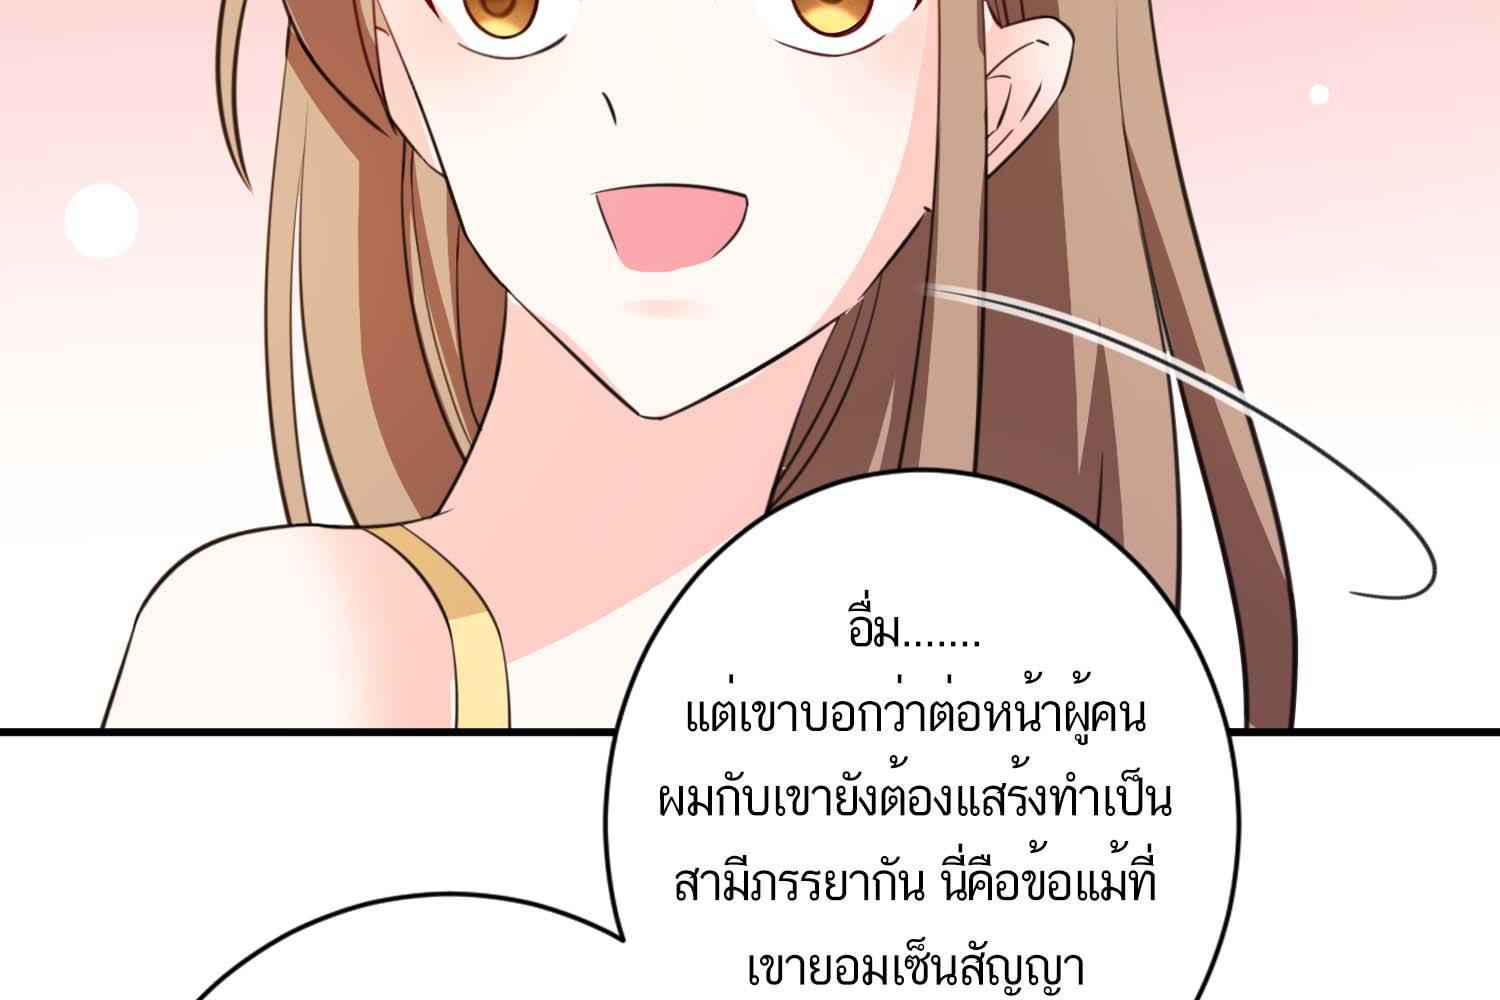 อื่ม.......
แต่เขาบอกว่าต่อหน้าผู้คน
ผมกับเขายังต้องแสร้งทำเป็น
สามีภรรยากัน นี่คือข้อแม้ที่
เขายอมเซ็นสัญญา